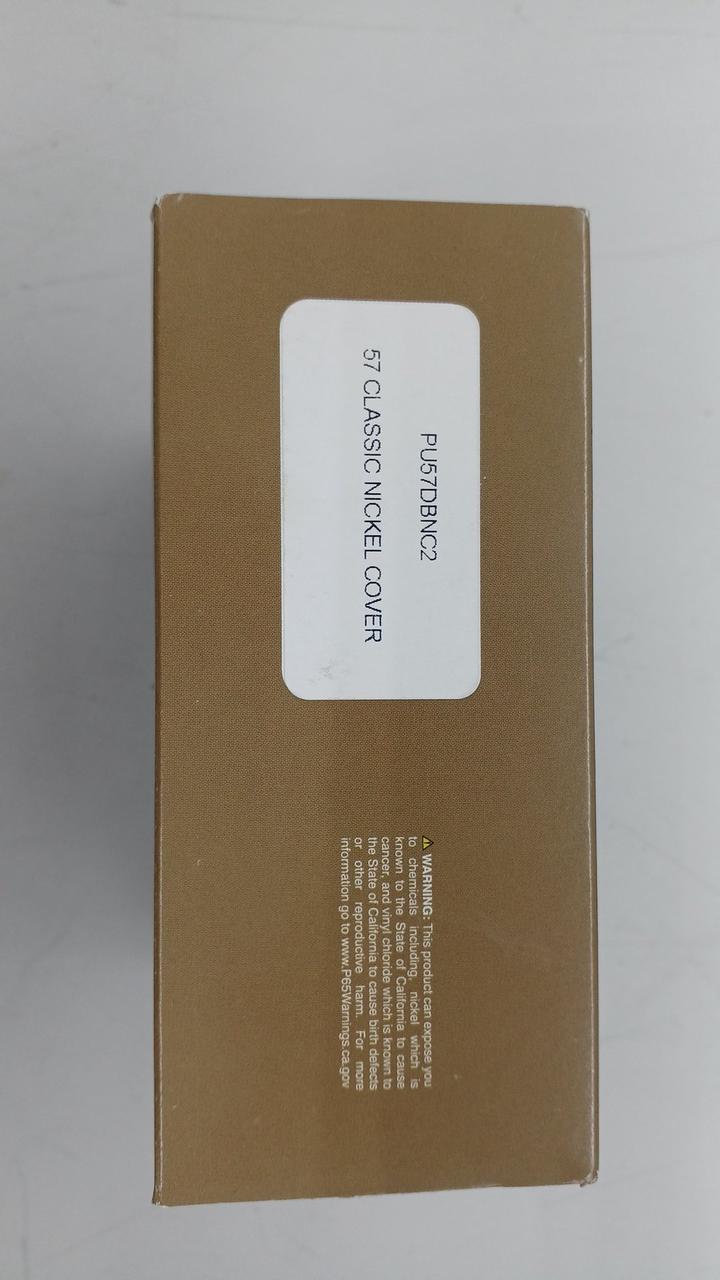 PU57DBNC2
57 CLASSIC NICKEL COVER
⚠ WARNING: This product can expose you
to chemicals including, nickel which is
known to the State of California to cause
cancer, and vinyl chloride which is known to
the State of California to cause birth defects
or other reproductive harm. For more
information go to www.P65Warnings.ca.gov